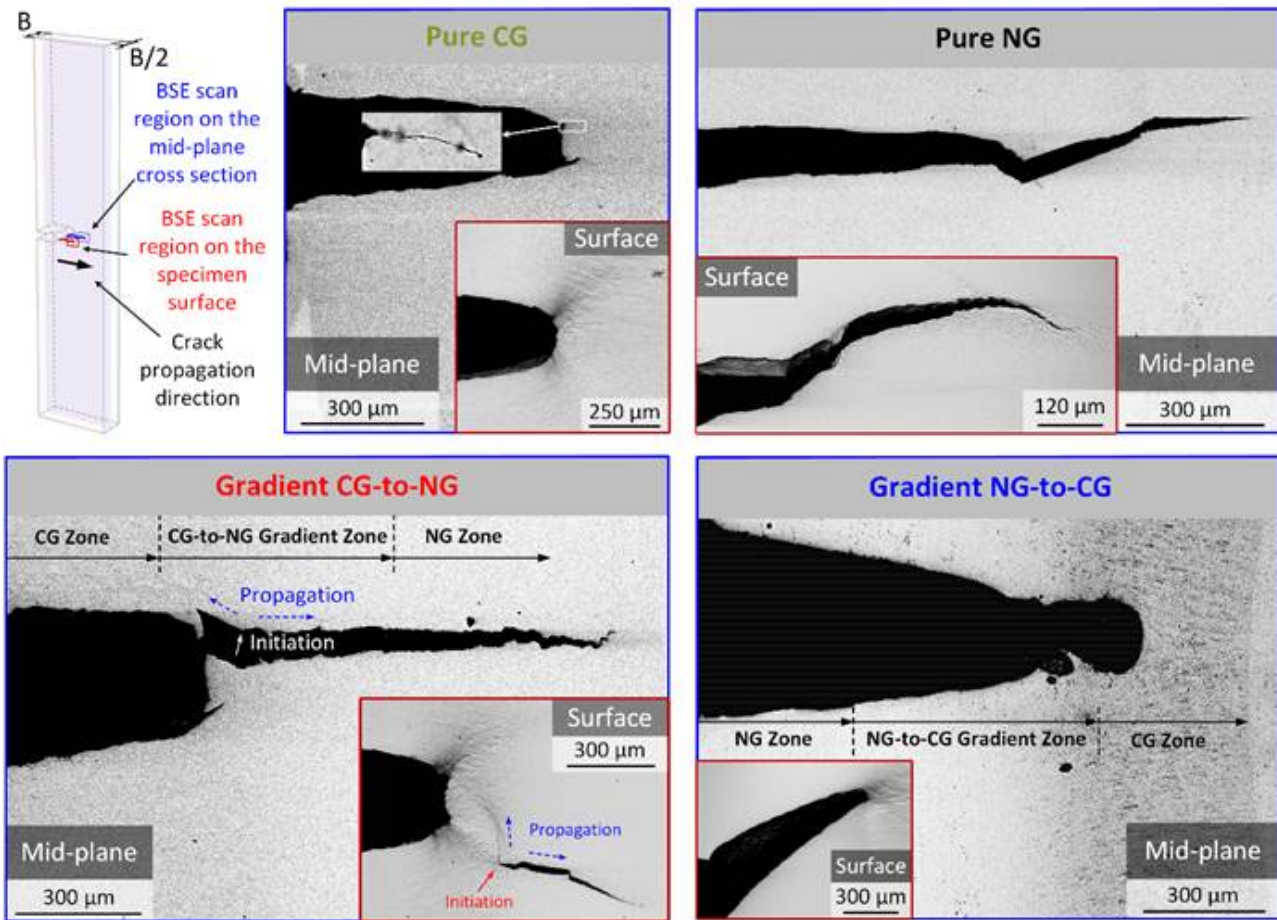 B
B/2
BSE scan
region on the
mid-plane
cross section
BSE scan
region on the
specimen
surface
Crack
propagation
direction
Pure CG
Surface
Mid-plane
300 µm
250 µm
Pure NG
Surface
Mid-plane
120 µm
300 µm
Gradient CG-to-NG
CG Zone
CG-to-NG Gradient Zone
NG Zone
Propagation
Initiation
Surface
300 µm
Propagation
Initiation
Mid-plane
300 µm
Gradient NG-to-CG
NG Zone
NG-to-CG Gradient Zone
CG Zone
Surface
300 µm
Mid-plane
300 µm